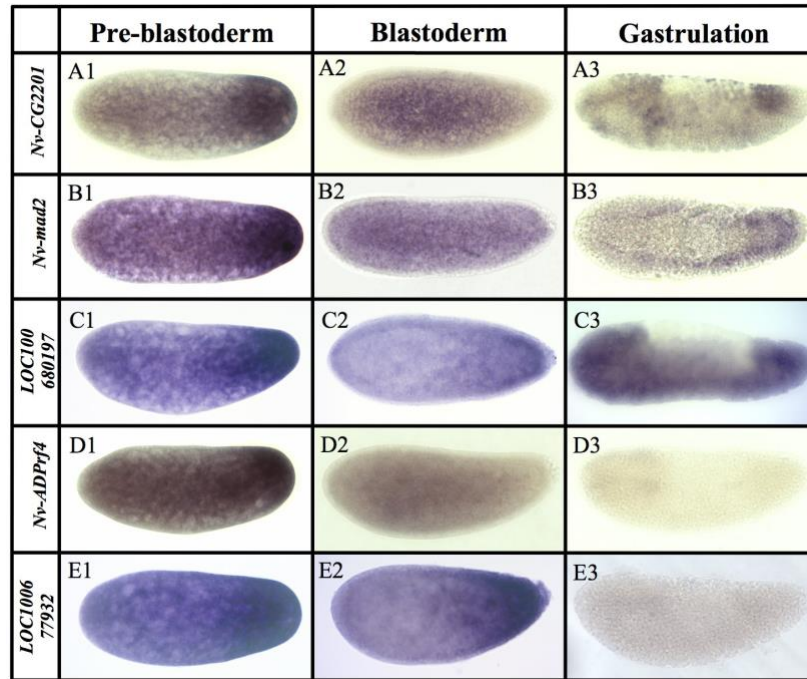 Pre-blastoderm Blastoderm Gastrulation
Nv-CG2201
A1 A2 A3
Nv-mad2
B1 B2 B3
LOC100
680197
C1 C2 C3
Nv-ADPrf4
D1 D2 D3
LOC1006
77932
E1 E2 E3